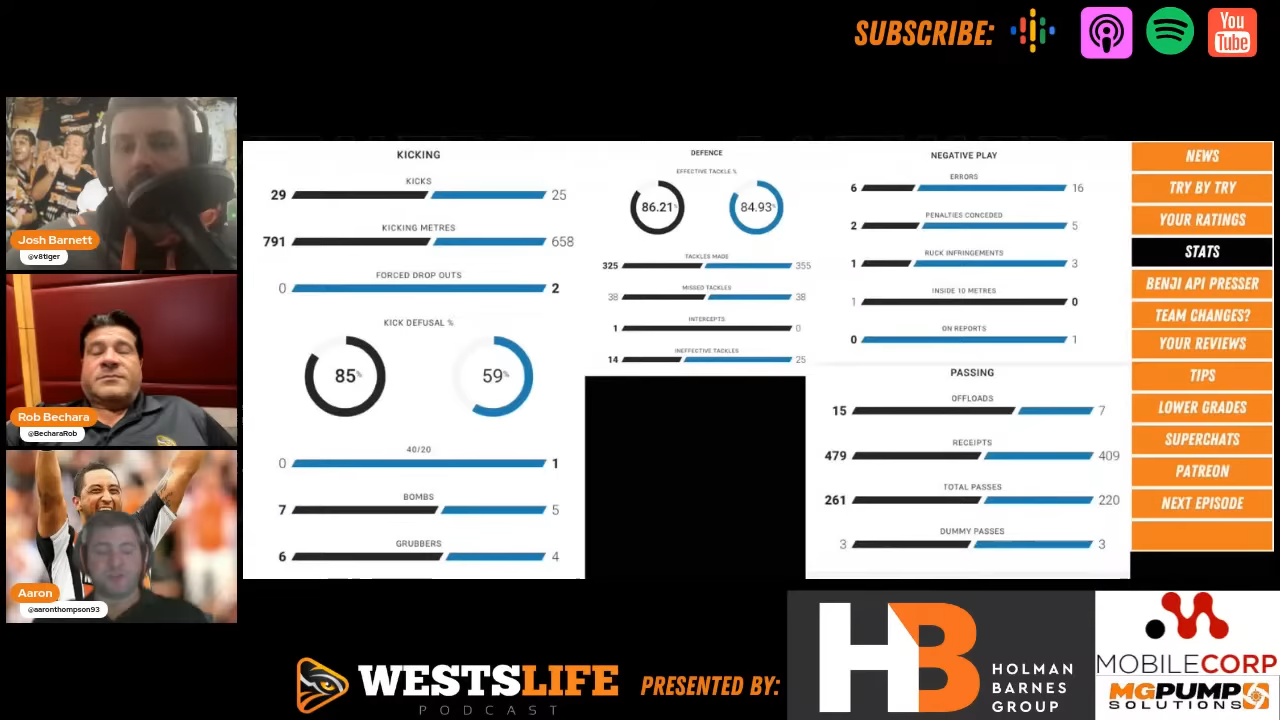 SUBSCRIBE:
You
Tube
Josh Barnett
@v8tiger
Rob Bechara
@BecharaRob
Aaron
@aaronthompson93
KICKING
KICKS
29 25
KICKING METRES
791 658
FORCED DROP OUTS
0 2
KICK DEFUSAL %
85% 59%
40/20
0 1
BOMBS
7 5
GRUBBERS
6 4
DEFENCE
EFFECTIVE TACKLE %
86.21% 84.93%
TACKLES MADE
325 355
MISSED TACKLES
38 38
INTERCEPTS
1 0
INEFFECTIVE TACKLES
14 25
NEGATIVE PLAY
ERRORS
6 16
PENALTIES CONCEDED
2 5
RUCK INFRINGEMENTS
1 3
INSIDE 10 METRES
1 0
ON REPORTS
0 1
PASSING
OFFLOADS
15 7
RECEIPTS
479 409
TOTAL PASSES
261 220
DUMMY PASSES
3 3
NEWS
TRY BY TRY
YOUR RATINGS
STATS
BENJI API PRESSER
TEAM CHANGES?
YOUR REVIEWS
TIPS
LOWER GRADES
SUPERCHATS
PATREON
NEXT EPISODE
WESTSLIFE
PODCAST
PRESENTED BY:
HB
HOLMAN
BARNES
GROUP
MOBILECORP
MGPUMP
SOLUTIONS